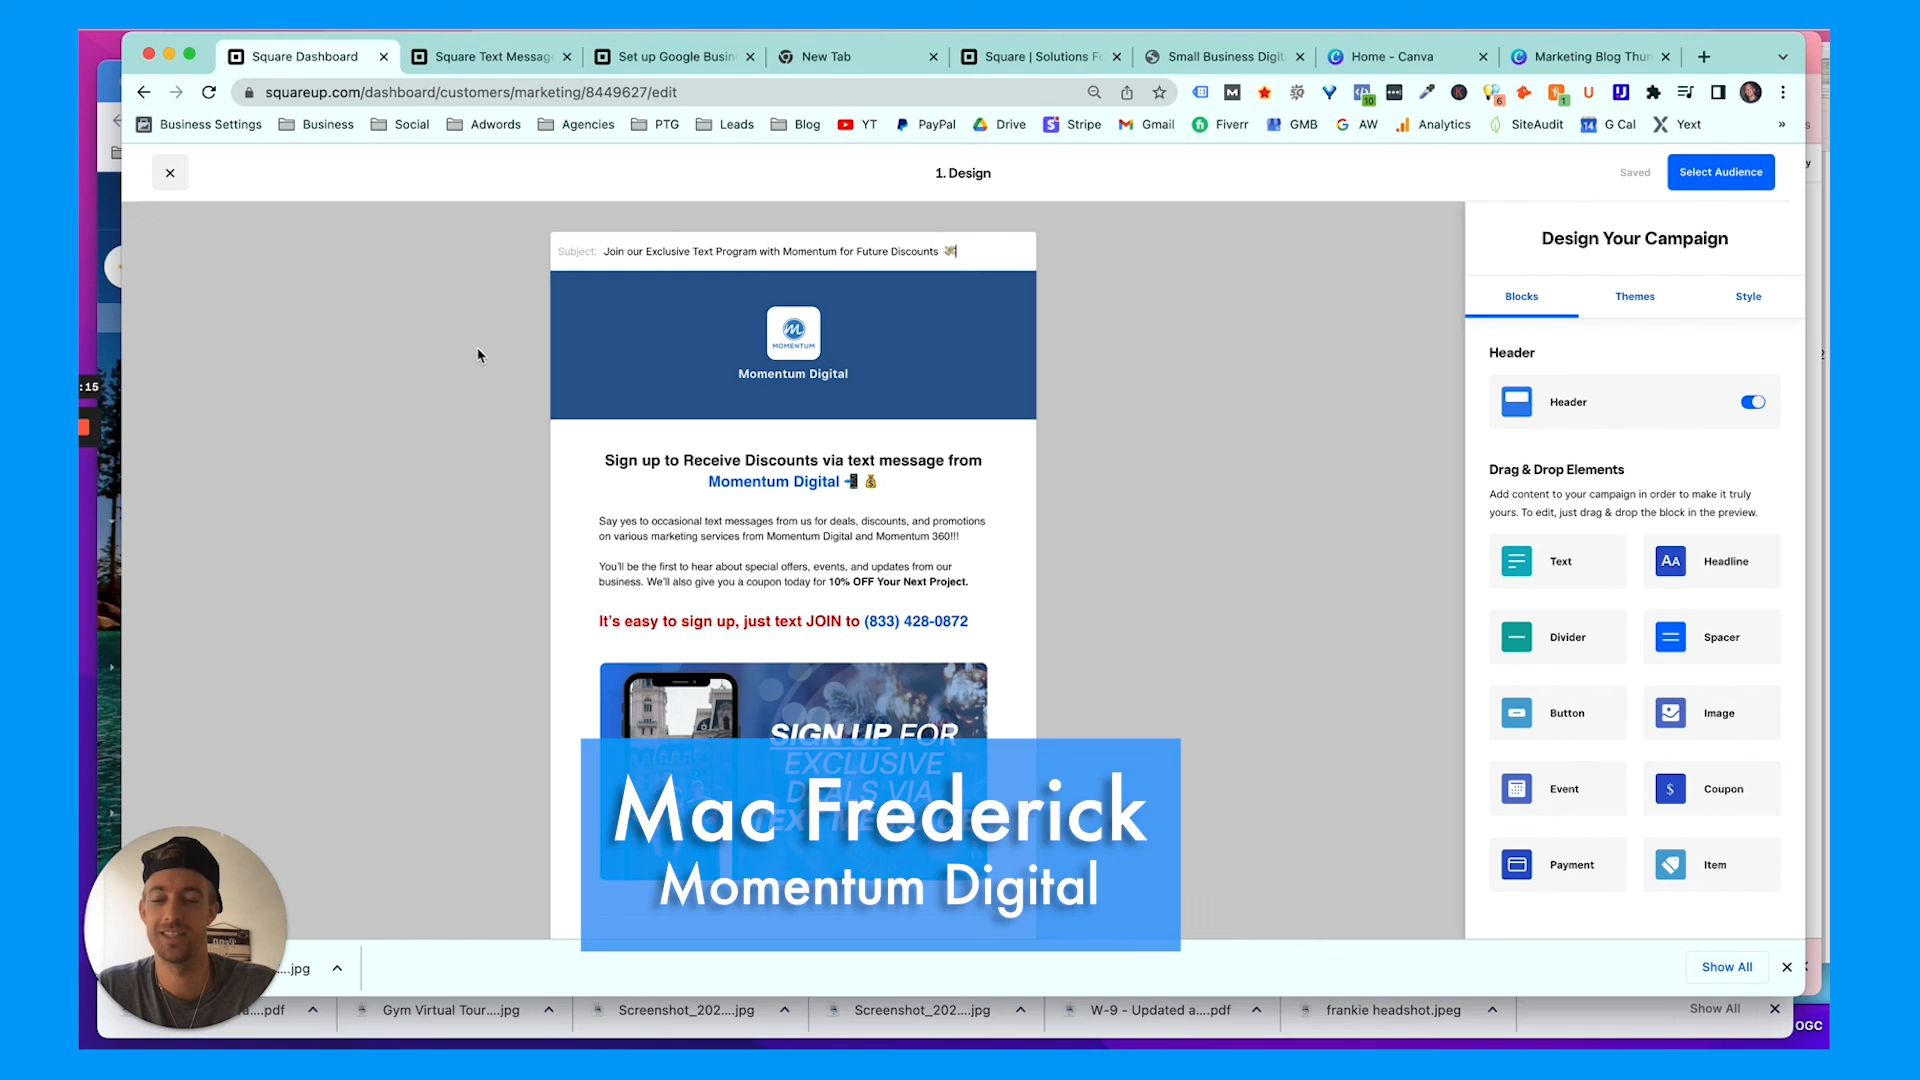 Square Dashboard
Square Text Messag
Set up Google Busin
New Tab
Square | Solutions Fo
Small Business Digit
Home - Canva
Marketing Blog Thu
squareup.com/dashboard/customers/marketing/8449627/edit
Business Settings
Business
Social
Adwords
Agencies
PTG
Leads
Blog
YT
PayPal
Drive
Stripe
Gmail
Fiverr
GMB
AW
Analytics
SiteAudit
G Cal
Yext
»
1. Design
Saved
Select Audience
Subject: Join our Exclusive Text Program with Momentum for Future Discounts
MOMENTUM
Momentum Digital
Sign up to Receive Discounts via text message from
Momentum Digital
Say yes to occasional text messages from us for deals, discounts, and promotions
on various marketing services from Momentum Digital and Momentum 360!!!
You'll be the first to hear about special offers, events, and updates from our
business. We'll also give you a coupon today for 10% OFF Your Next Project.
It's easy to sign up, just text JOIN to (833) 428-0872
SIGN UP FOR
EXCLUSIVE
DEALS VIA
Mac Frederick
Momentum Digital
Design Your Campaign
Blocks
Themes
Style
Header
Header
Drag & Drop Elements
Add content to your campaign in order to make it truly
yours. To edit, just drag & drop the block in the preview.
Text
Headline
Divider
Spacer
Button
Image
Event
Coupon
Payment
Item
:15
....jpg
Show All
....pdf
Gym Virtual Tour....jpg
Screenshot_202....jpg
Screenshot_202....jpg
W-9 - Updated a....pdf
frankie headshot.jpeg
Show All
OGC